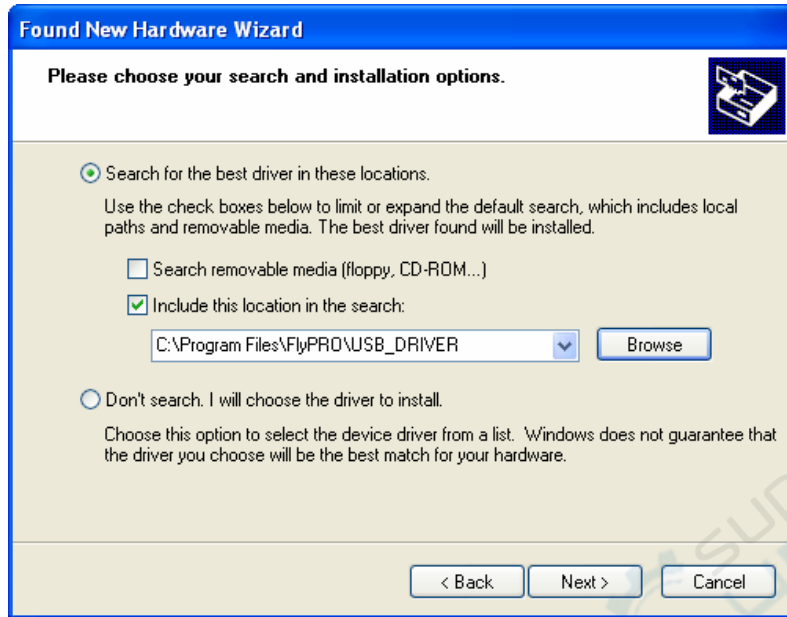 Found New Hardware Wizard
Please choose your search and installation options.
Search for the best driver in these locations.
Use the check boxes below to limit or expand the default search, which includes local
paths and removable media. The best driver found will be installed.
Search removable media (floppy, CD-ROM...)
Include this location in the search:
C:\Program Files\FlyPRO\USB_DRIVER
Browse
Don't search. I will choose the driver to install.
Choose this option to select the device driver from a list. Windows does not guarantee that
the driver you choose will be the best match for your hardware.
< Back
Next >
Cancel